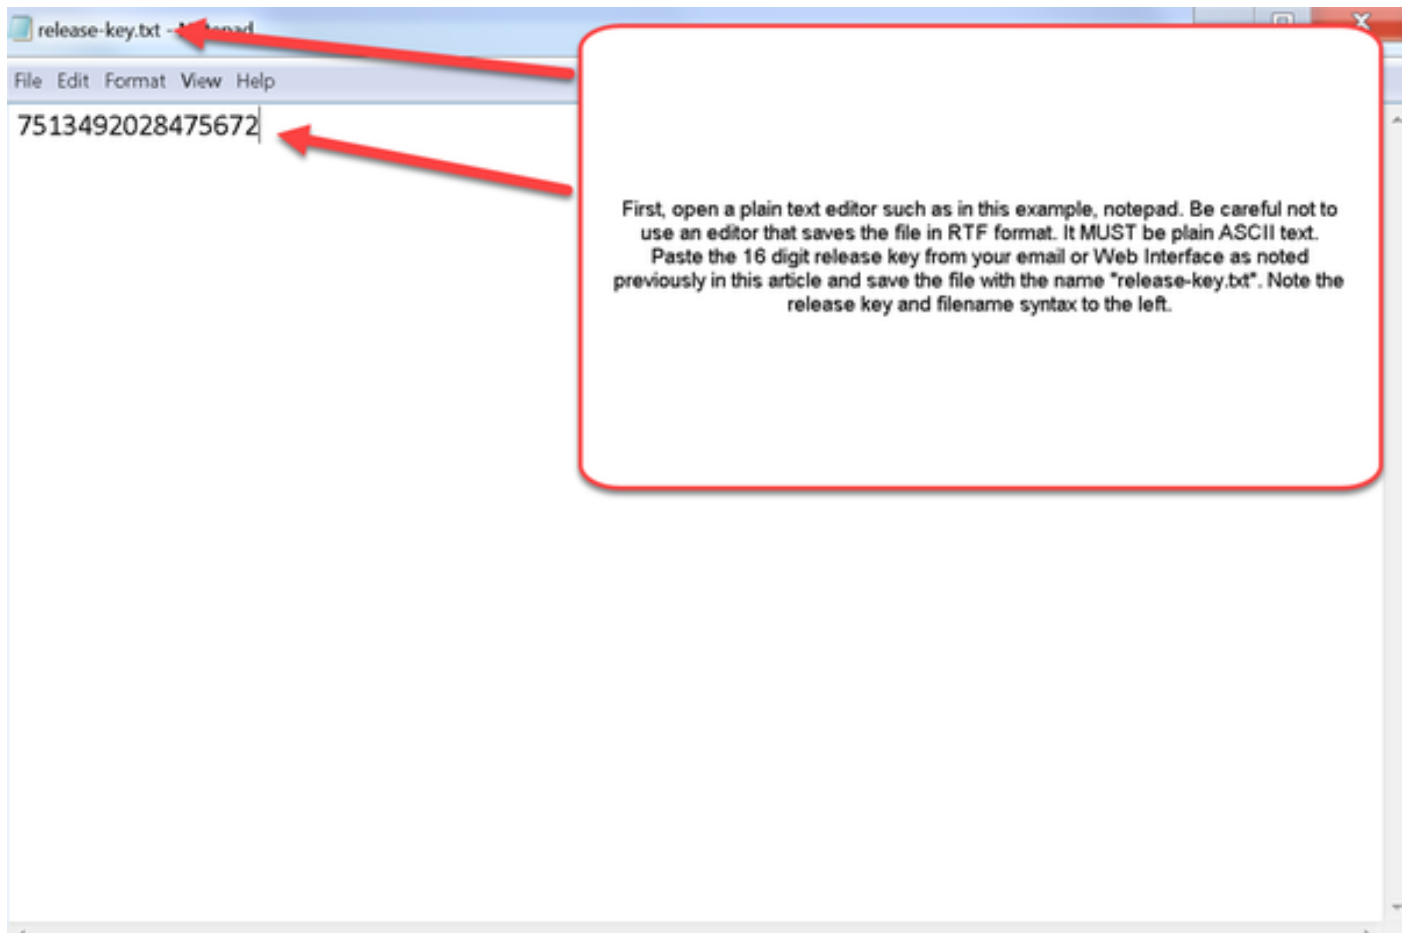 release-key.txt - Notepad
File Edit Format View Help
7513492028475672
First, open a plain text editor such as in this example, notepad. Be careful not to
use an editor that saves the file in RTF format. It MUST be plain ASCII text.
Paste the 16 digit release key from your email or Web Interface as noted
previously in this article and save the file with the name "release-key.txt". Note the
release key and filename syntax to the left.